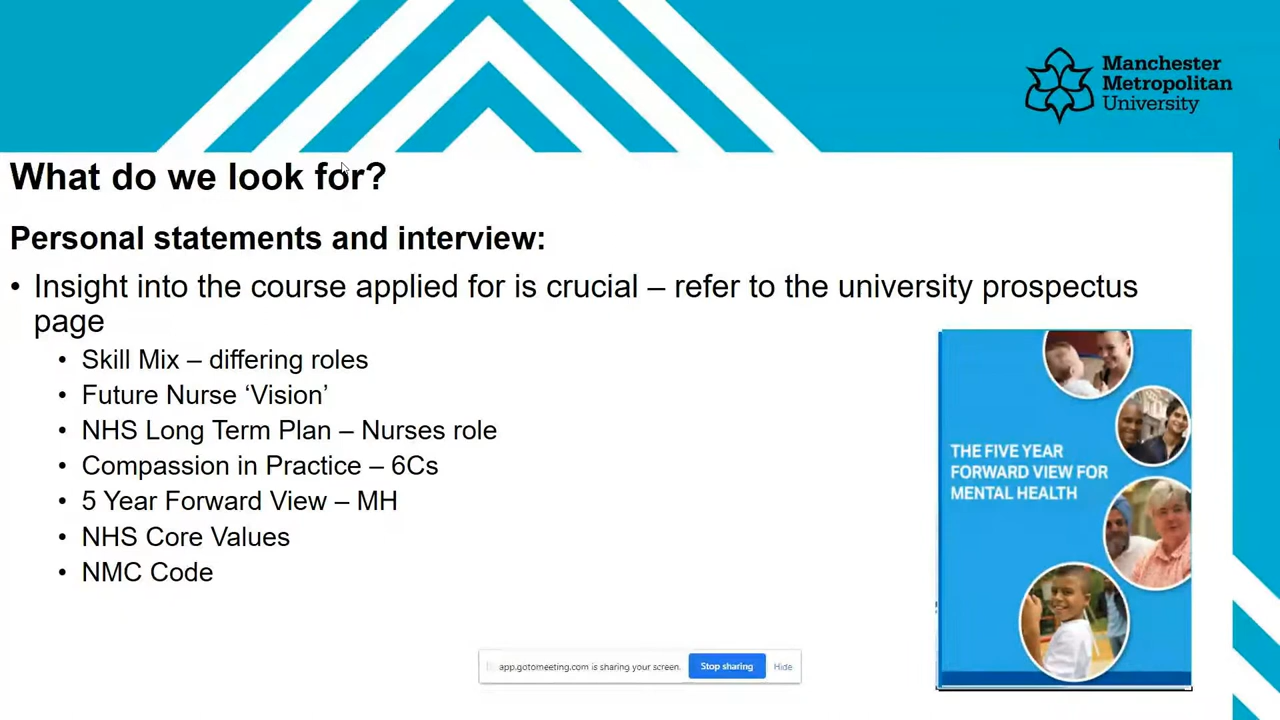 Manchester
Metropolitan
University
What do we look for?
Personal statements and interview:
• Insight into the course applied for is crucial – refer to the university prospectus
page
• Skill Mix – differing roles
• Future Nurse ‘Vision’
• NHS Long Term Plan – Nurses role
• Compassion in Practice – 6Cs
• 5 Year Forward View – MH
• NHS Core Values
• NMC Code
THE FIVE YEAR
FORWARD VIEW FOR
MENTAL HEALTH
app.gotomeeting.com is sharing your screen.
Stop sharing
Hide